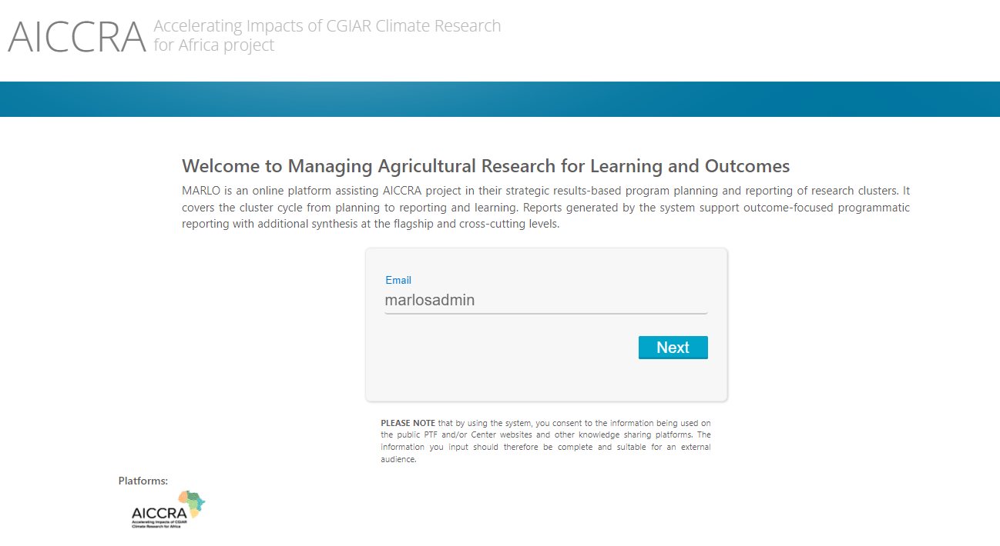 AICCRA
Accelerating Impacts of CGIAR Climate Research
for Africa project
Welcome to Managing Agricultural Research for Learning and Outcomes
MARLO is an online platform assisting AICCRA project in their strategic results-based program planning and reporting of research clusters. It
covers the cluster cycle from planning to reporting and learning. Reports generated by the system support outcome-focused programmatic
reporting with additional synthesis at the flagship and cross-cutting levels.
Email
marlosadmin
Next
PLEASE NOTE that by using the system, you consent to the information being used on
the public PTF and/or Center websites and other knowledge sharing platforms. The
information you input should therefore be complete and suitable for an external
audience.
Platforms:
AICCRA
Accelerating Impacts of CGIAR
Climate Research for Africa